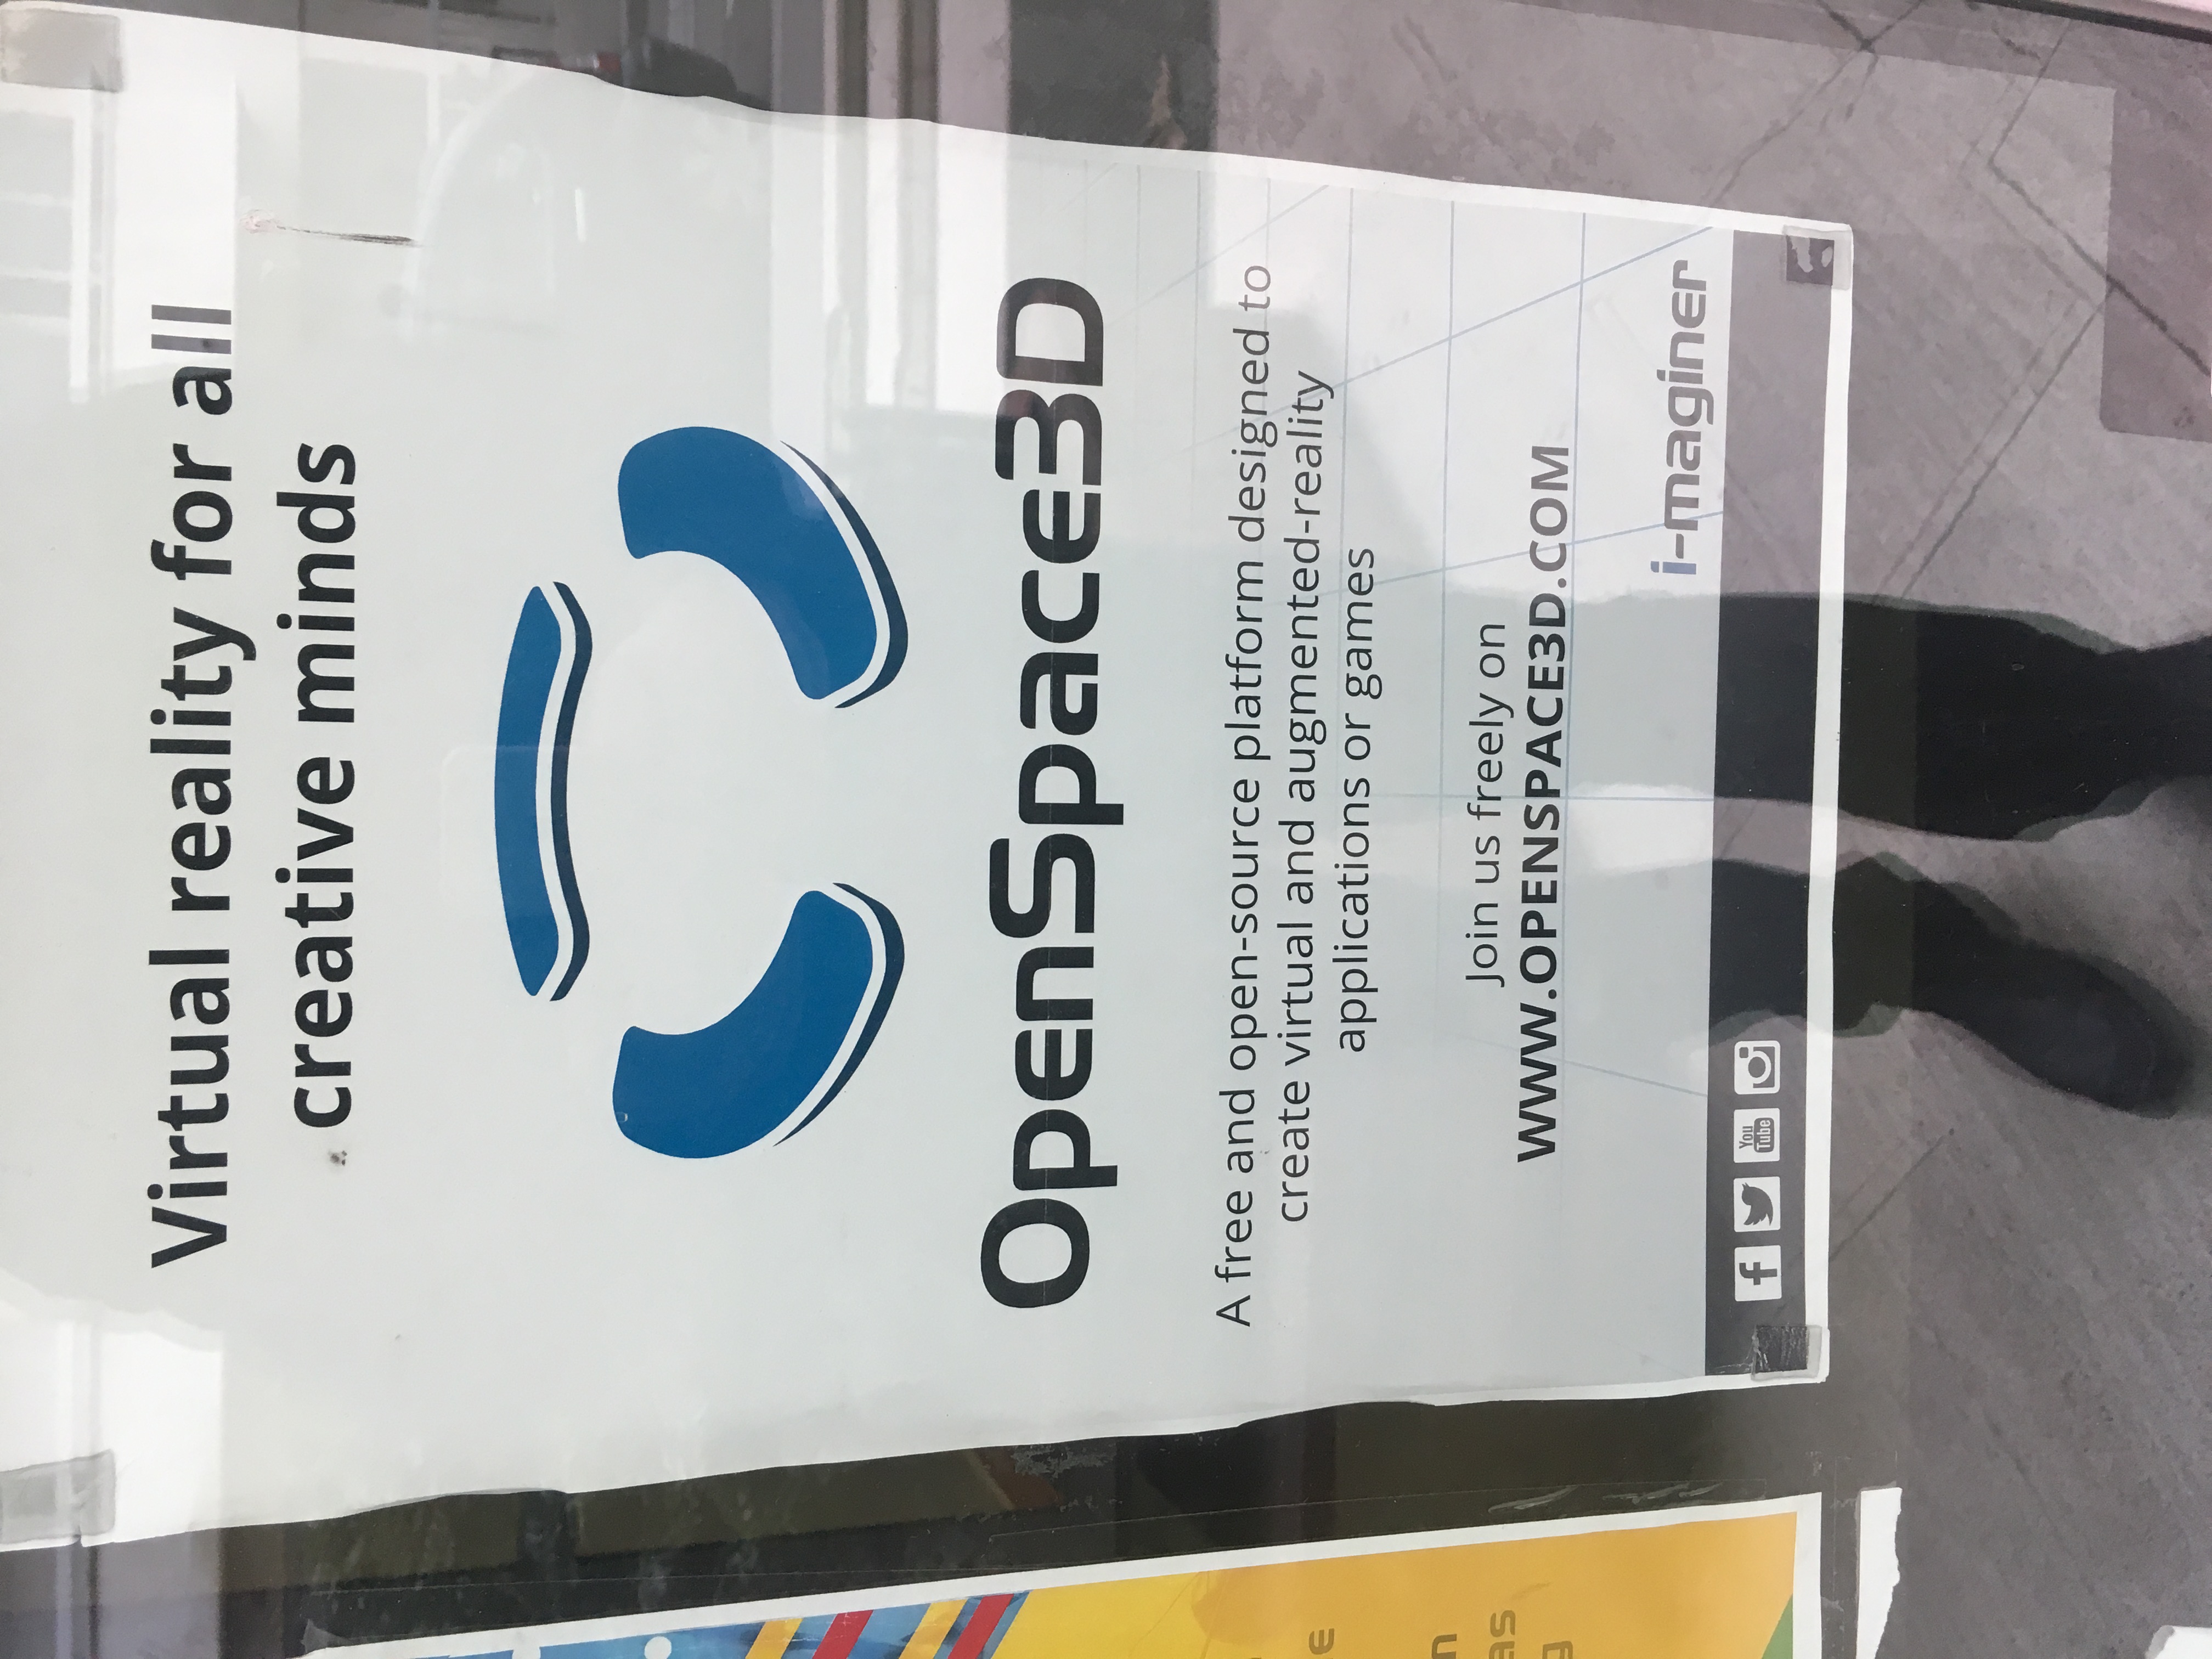 Virtual reality for all
creative minds
OpenSpace3D
A free and open-source platform designed to
create virtual and augmented-reality
applications or games
Join us freely on
WWW.OPENSPACE3D.COM
i-maginer
f
You
Tube